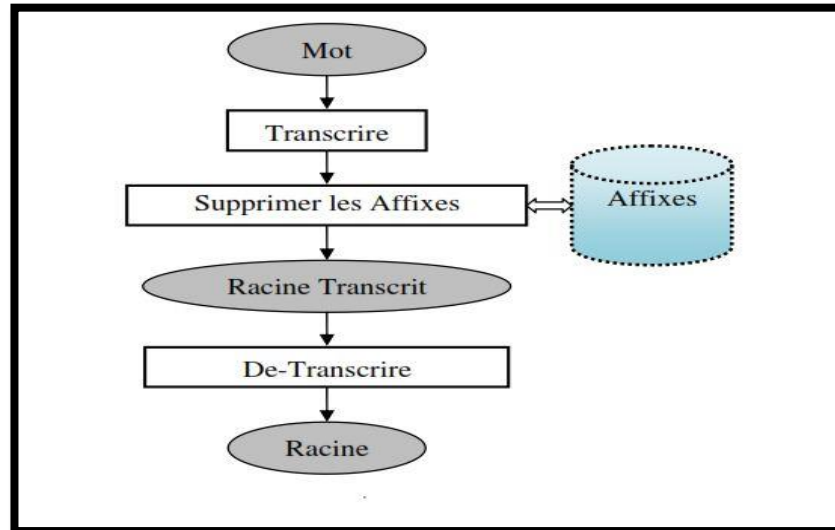 Mot
Transcrire
Supprimer les Affixes
Affixes
Racine Transcrit
De-Transcrire
Racine